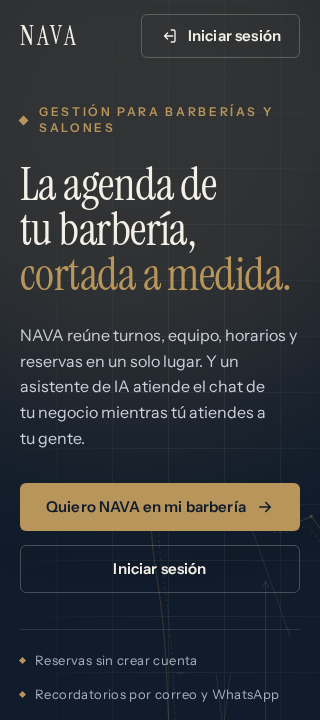 NAVA
Iniciar sesión
GESTIÓN PARA BARBERÍAS Y
SALONES
La agenda de
tu barbería,
cortada a medida.
NAVA reúne turnos, equipo, horarios y
reservas en un solo lugar. Y un
asistente de IA atiende el chat de
tu negocio mientras tú atiendes a
tu gente.
Quiero NAVA en mi barbería
Iniciar sesión
Reservas sin crear cuenta
Recordatorios por correo y WhatsApp